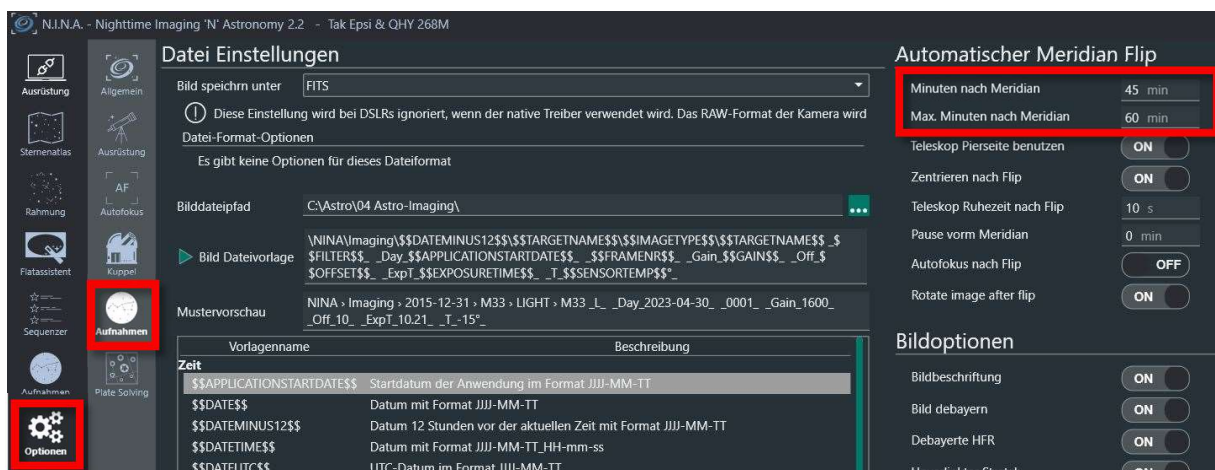 N.I.N.A. - Nighttime Imaging 'N' Astronomy 2.2 - Tak Epsi & QHY 268M
Ausrüstung
Sternenatlas
Rahmung
Flatassistent
Sequenzer
Aufnahmen
Optionen
Allgemein
Ausrüstung
AF
Autofokus
Kuppel
Aufnahmen
Plate Solving
Datei Einstellungen
Bild speichrn unter FITS
! Diese Einstellung wird bei DSLRs ignoriert, wenn der native Treiber verwendet wird. Das RAW-Format der Kamera wird
Datei-Format-Optionen
Es gibt keine Optionen für dieses Dateiformat
Bilddateipfad C:\Astro\04 Astro-Imaging\ ...
Bild Dateivorlage
\NINA\Imaging\$$DATEMINUS12$$\$$TARGETNAME$$\$$IMAGETYPE$$\$$TARGETNAME$$ _$
$FILTER$$_ _Day_$$APPLICATIONSTARTDATE$$_ _$$FRAMENR$$_ _Gain_$$GAIN$$_ _Off_$
$OFFSET$$_ _ExpT_$$EXPOSURETIME$$_ _T_$$SENSORTEMP$$°_
Mustervorschau
NINA › Imaging › 2015-12-31 › M33 › LIGHT › M33 _L_ _Day_2023-04-30_ _0001_ _Gain_1600_
_Off_10_ _ExpT_10.21_ _T_-15°_
Vorlagenname Beschreibung
Zeit
$$APPLICATIONSTARTDATE$$ Startdatum der Anwendung im Format JJJJ-MM-TT
$$DATE$$ Datum mit Format JJJJ-MM-TT
$$DATEMINUS12$$ Datum 12 Stunden vor der aktuellen Zeit mit Format JJJJ-MM-TT
$$DATETIME$$ Datum mit Format JJJJ-MM-TT_HH-mm-ss
$$DATEUTC$$ UTC-Datum im Format JJJJ-MM-TT
Automatischer Meridian Flip
Minuten nach Meridian 45 min
Max. Minuten nach Meridian 60 min
Teleskop Pierseite benutzen ON
Zentrieren nach Flip ON
Teleskop Ruhezeit nach Flip 10 s
Pause vorm Meridian 0 min
Autofokus nach Flip OFF
Rotate image after flip ON
Bildoptionen
Bildbeschriftung ON
Bild debayern ON
Debayerte HFR ON
ON